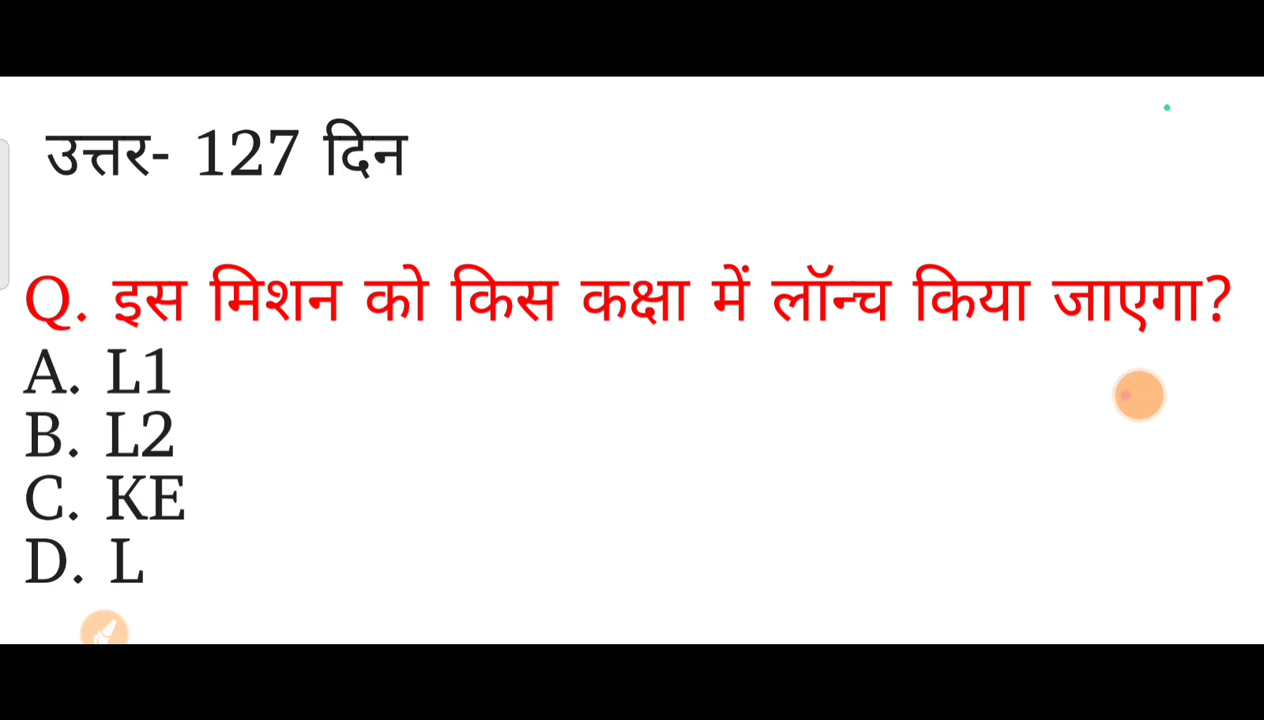 उत्तर- 127 दिन
Q. इस मिशन को किस कक्षा में लॉन्च किया जाएगा?
A. L1
B. L2
C. KE
D. L